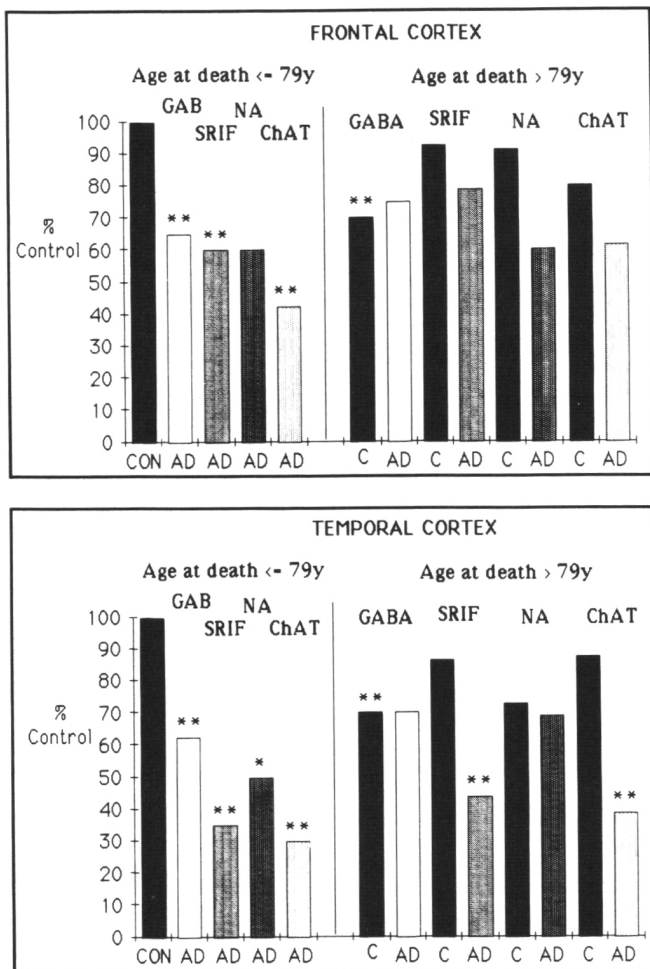 FRONTAL CORTEX
Age at death <= 79y
Age at death > 79y
GAB
NA
SRIF
ChAT
GABA
SRIF
NA
ChAT
%
Control
100
90
80
70
60
50
40
30
20
10
0
**
**
**
**
CON AD AD AD AD
C AD C AD C AD C AD
TEMPORAL CORTEX
Age at death <= 79y
Age at death > 79y
GAB
NA
SRIF
ChAT
GABA
SRIF
NA
ChAT
%
Control
100
90
80
70
60
50
40
30
20
10
0
**
**
*
**
**
**
**
CON AD AD AD AD
C AD C AD C AD C AD